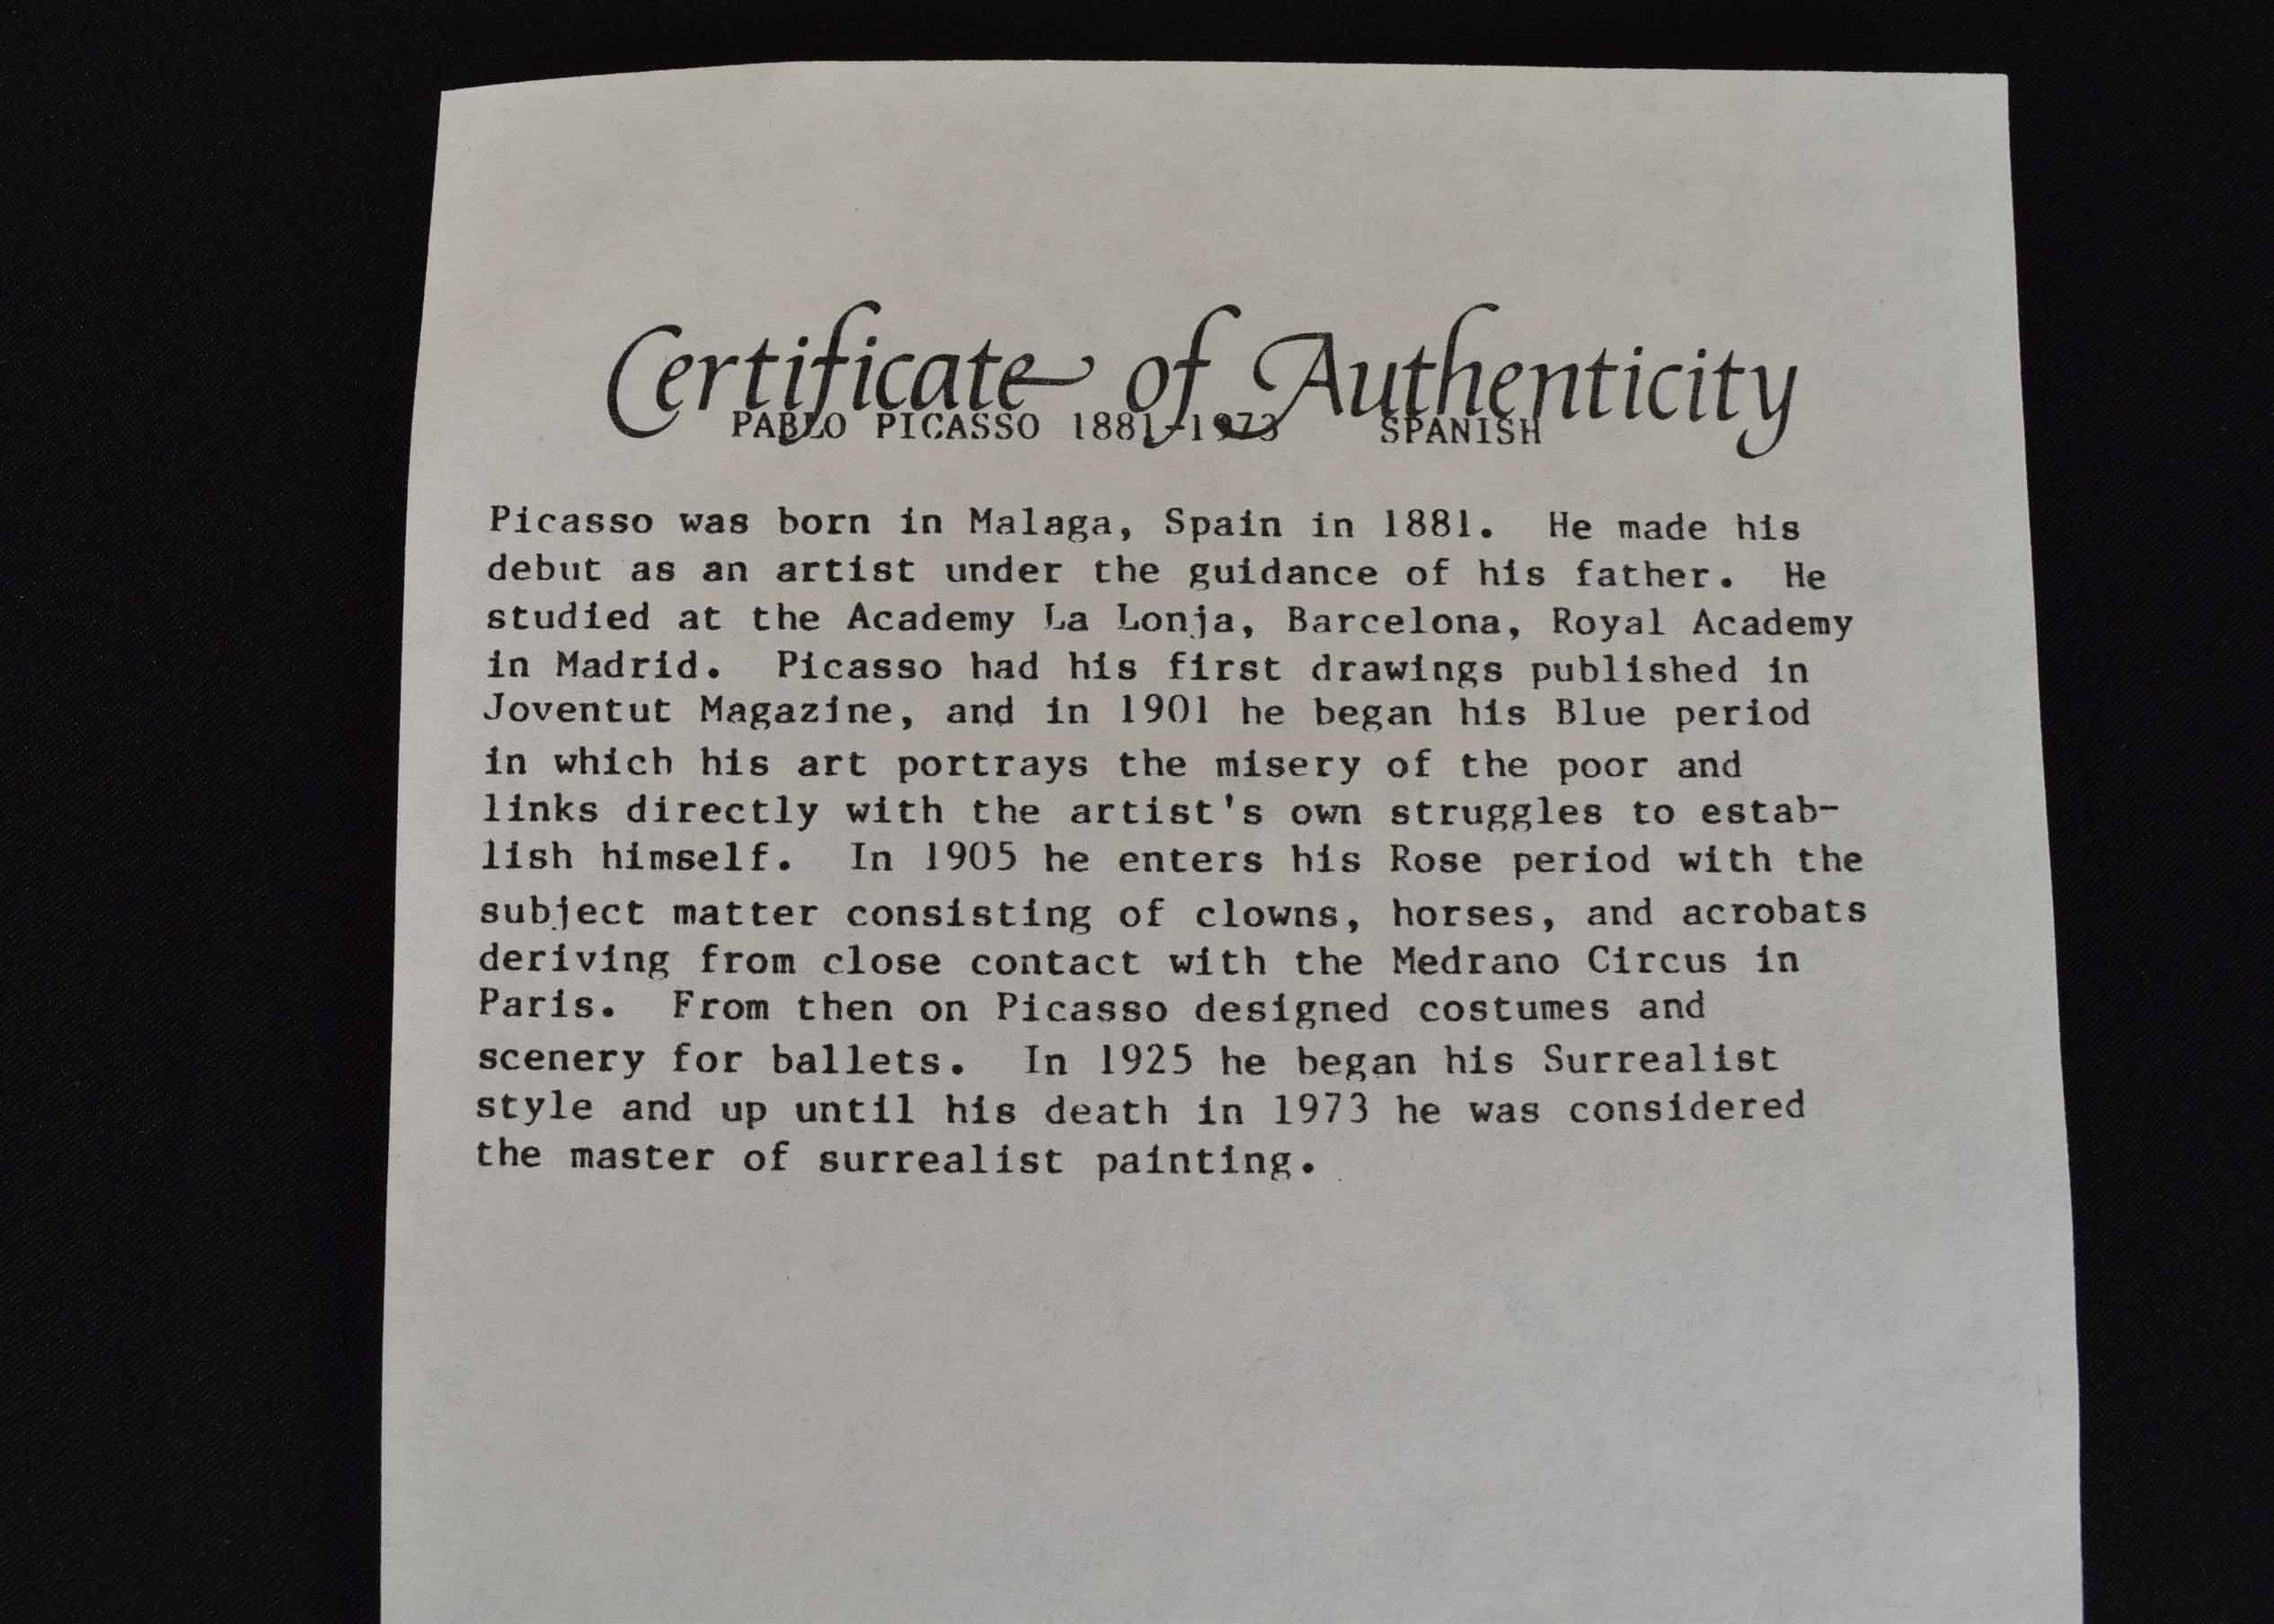 Certificate of Authenticity
PABLO PICASSO 1881-1973 SPANISH
Picasso was born in Malaga, Spain in 1881. He made his
debut as an artist under the guidance of his father. He
studied at the Academy La Lonja, Barcelona, Royal Academy
in Madrid. Picasso had his first drawings published in
Joventut Magazine, and in 1901 he began his Blue period
in which his art portrays the misery of the poor and
links directly with the artist's own struggles to estab-
lish himself. In 1905 he enters his Rose period with the
subject matter consisting of clowns, horses, and acrobats
deriving from close contact with the Medrano Circus in
Paris. From then on Picasso designed costumes and
scenery for ballets. In 1925 he began his Surrealist
style and up until his death in 1973 he was considered
the master of surrealist painting.